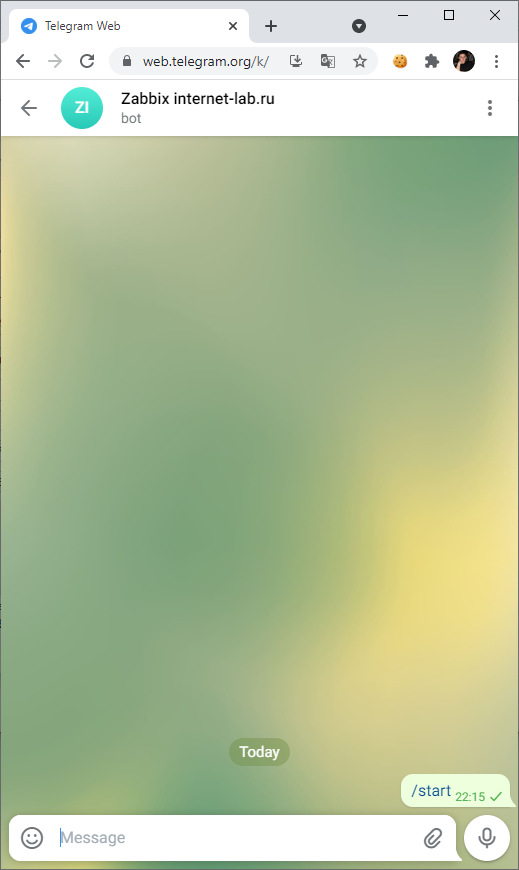 Telegram Web
web.telegram.org/k/
ZI
Zabbix internet-lab.ru
bot
Today
/start 22:15
Message